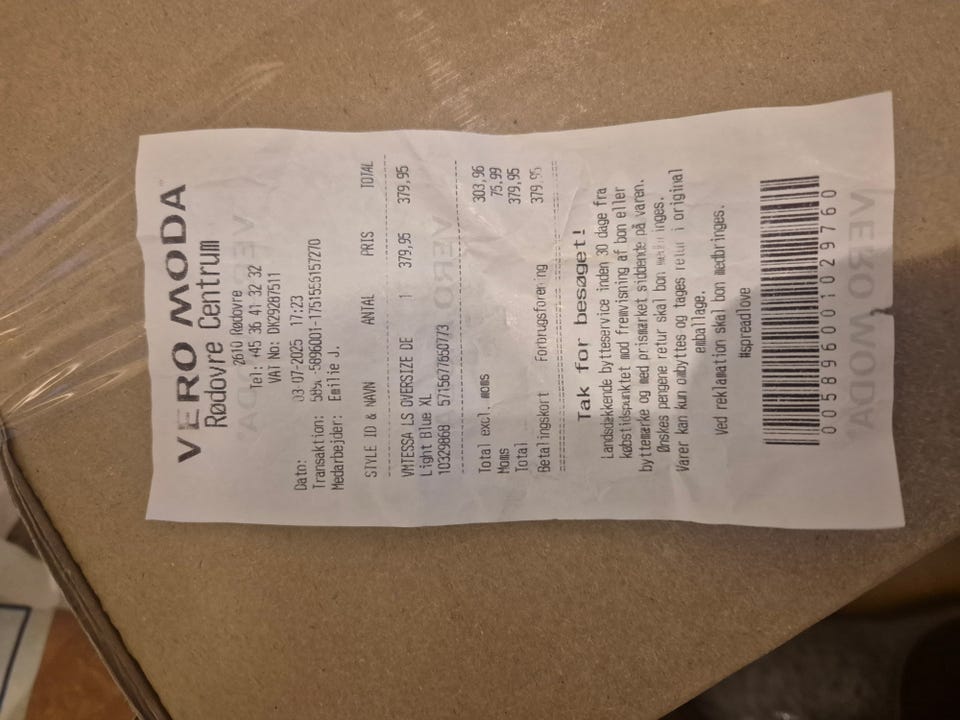 VERO MODA
Rødovre Centrum
2610 Rødovre
Tel: +45 36 41 32 32
VAT No: DK29287511
Dato: 03-07-2025 17:23
Transaktion:
Medarbejder: Emilie J.
STYLE ID & NAVN ANTAL PRIS TOTAL
VMTESSA LS OVERSIZE DE 1 379,95 379,95
Light Blue XL
10329868 5715677650773
Total excl. moms 303,96
Moms 75,99
Total 379,95
Betalingskort Forbrugsforening 379,95
Tak for besøget!
Landsdækkende bytteservice inden 30 dage fra
købstidspunktet mod fremvisning af bon eller
byttemærke og med prismærket siddende på varen.
Ønskes pengene retur skal bon
Varer kan kun ombyttes og tages retur i original
emballage.
Ved reklamation skal bon medbringes.
#spreadlove
005896001029760
VERO MODA